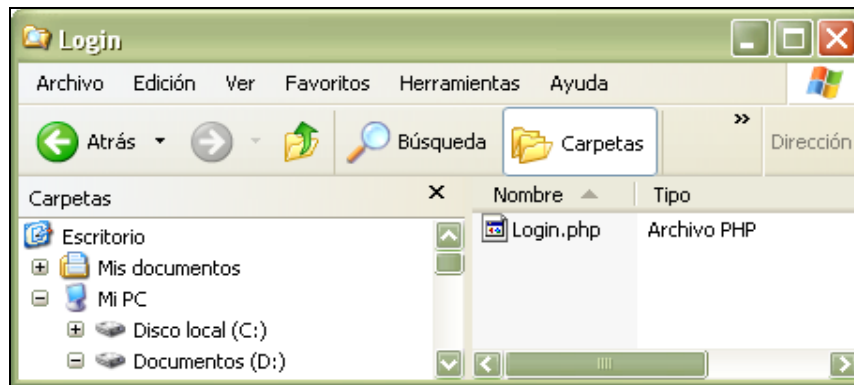 Login
Archivo Edición Ver Favoritos Herramientas Ayuda
Atrás Búsqueda Carpetas » Dirección
Carpetas × Nombre Tipo
Escritorio Login.php Archivo PHP
Mis documentos
Mi PC
Disco local (C:)
Documentos (D:)